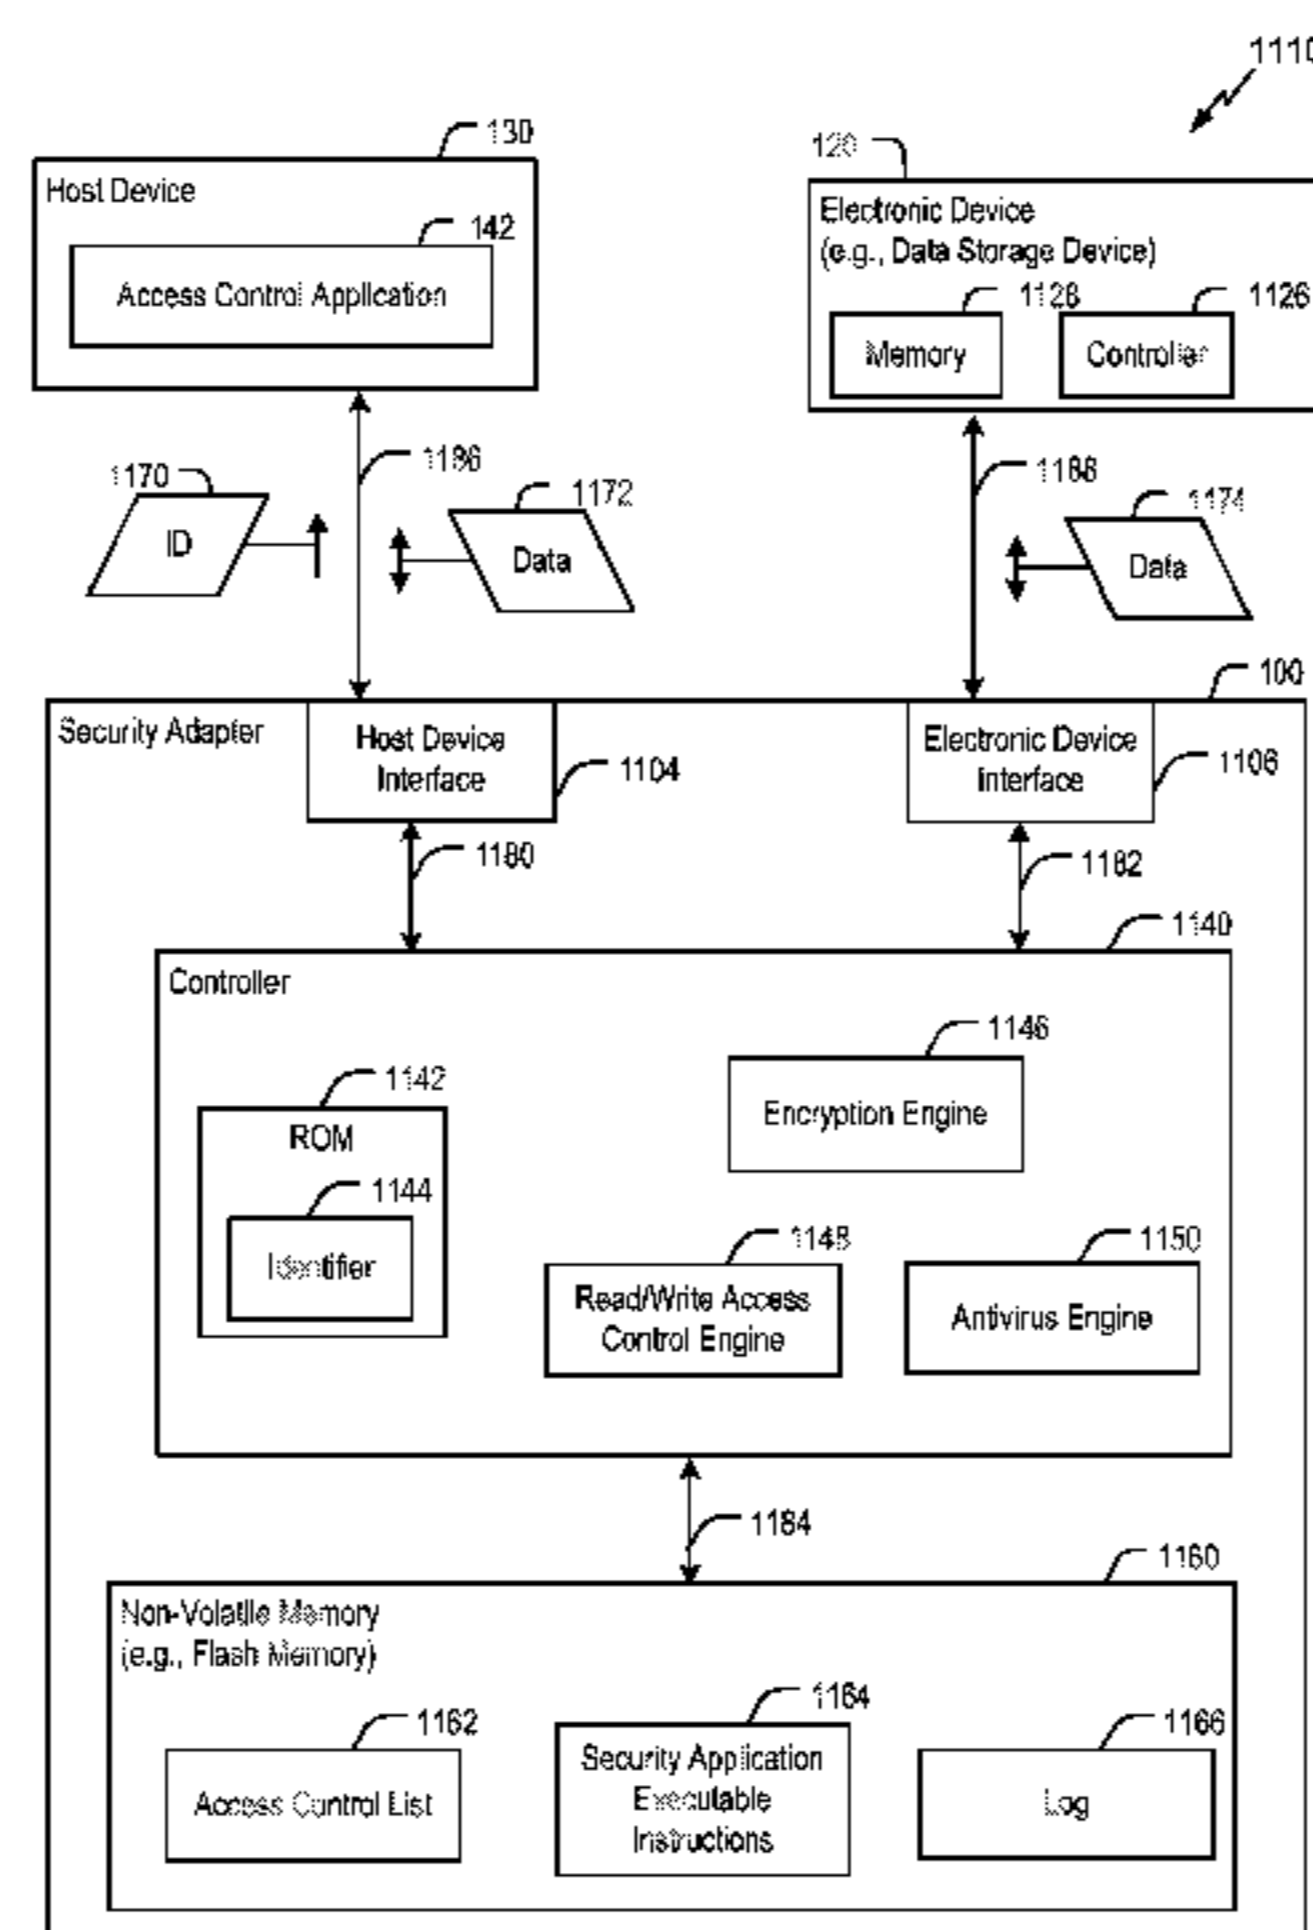 1110
130
Host Device
142
Access Control Application
120
Electronic Device
(e.g., Data Storage Device)
1128
Memory
1126
Controller
1186
1170
ID
1172
Data
1188
1174
Data
100
Security Adapter
Host Device
Interface
1104
Electronic Device
Interface
1106
1180
1182
1140
Controller
1146
Encryption Engine
1142
ROM
1144
Identifier
1148
Read/Write Access
Control Engine
1150
Antivirus Engine
1184
1160
Non-Volatile Memory
(e.g., Flash Memory)
1162
Access Control List
1164
Security Application
Executable
Instructions
1166
Log